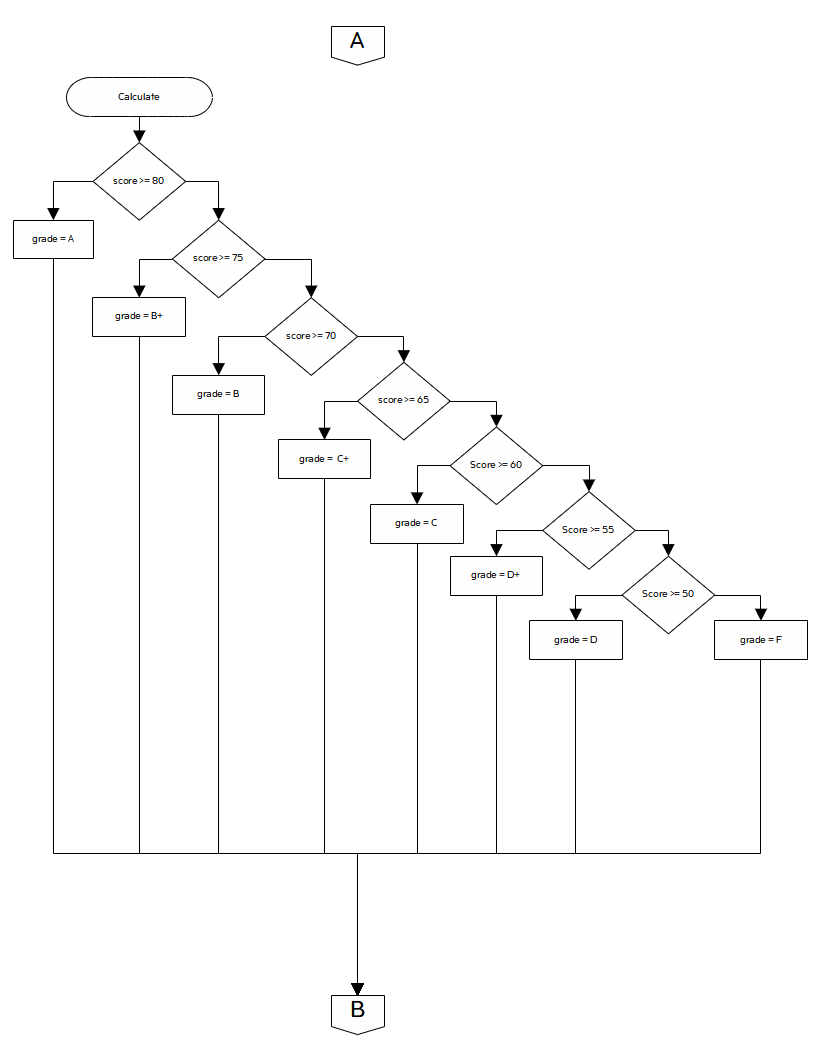 A
Calculate
score >= 80
grade = A
score >= 75
grade = B+
score >= 70
grade = B
score >= 65
grade = C+
Score >= 60
grade = C
Score >= 55
grade = D+
Score >= 50
grade = D
grade = F
B